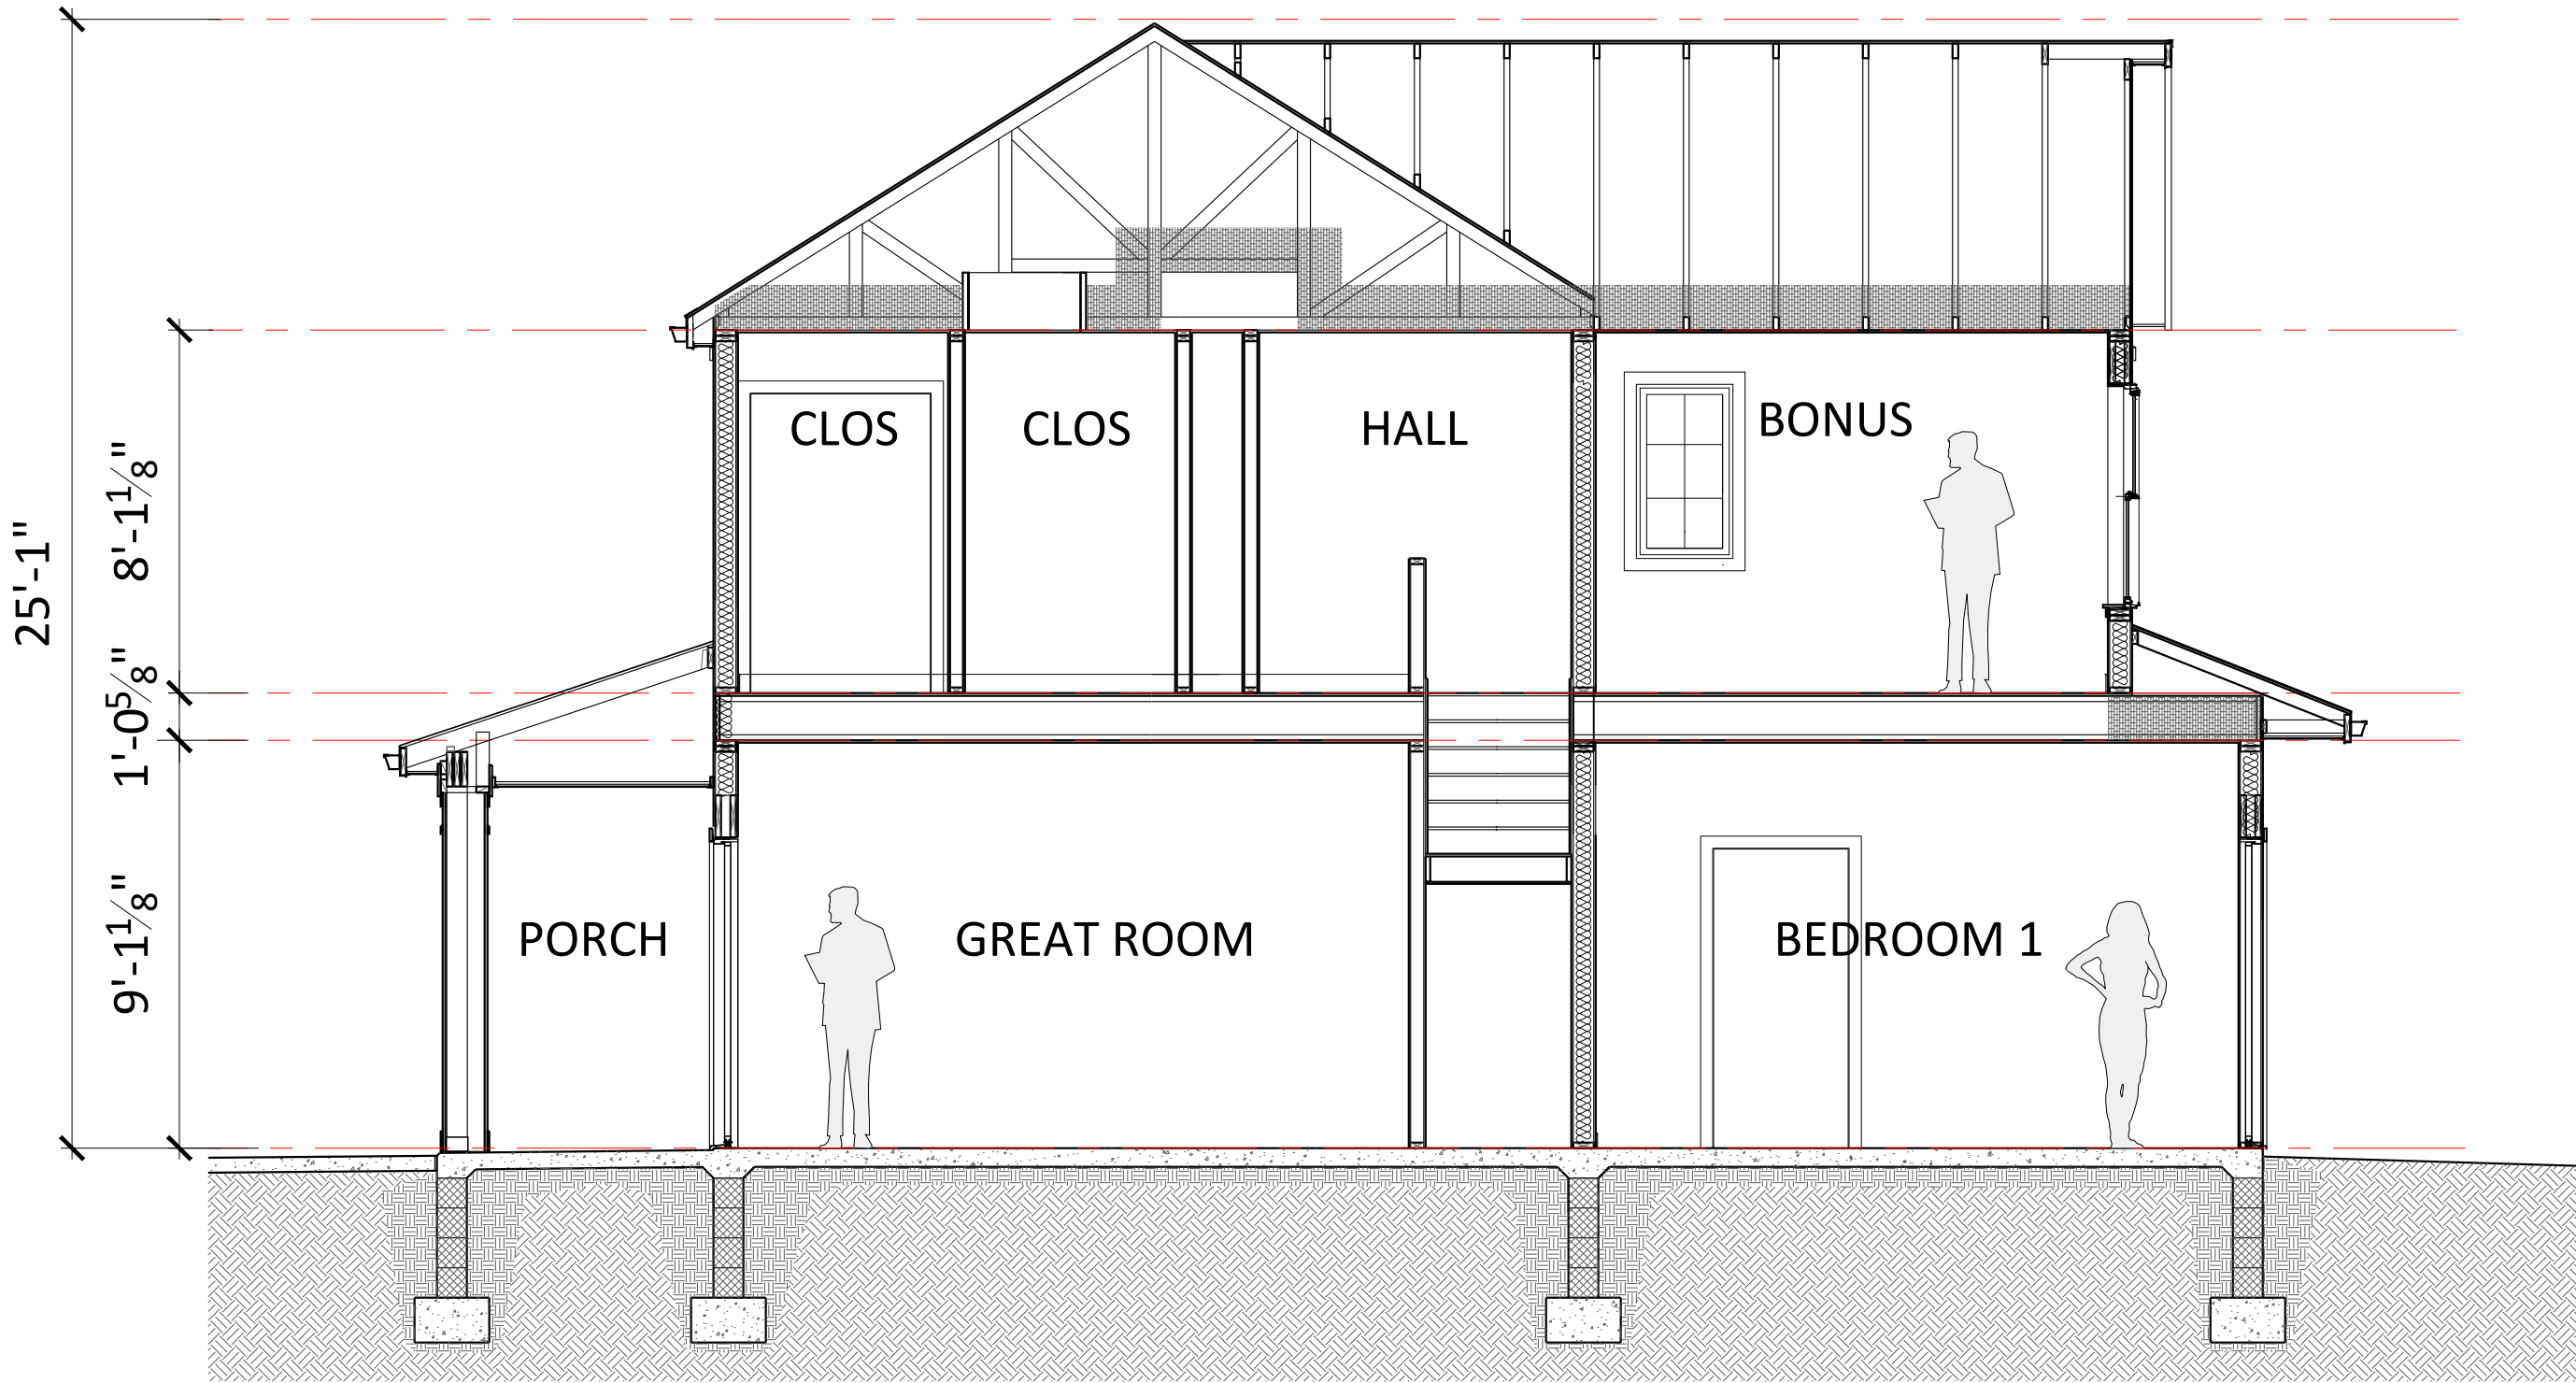 25'-1"
8'-1 1/8"
1'-0 5/8"
9'-1 1/8"
CLOS
CLOS
HALL
BONUS
PORCH
GREAT ROOM
BEDROOM 1